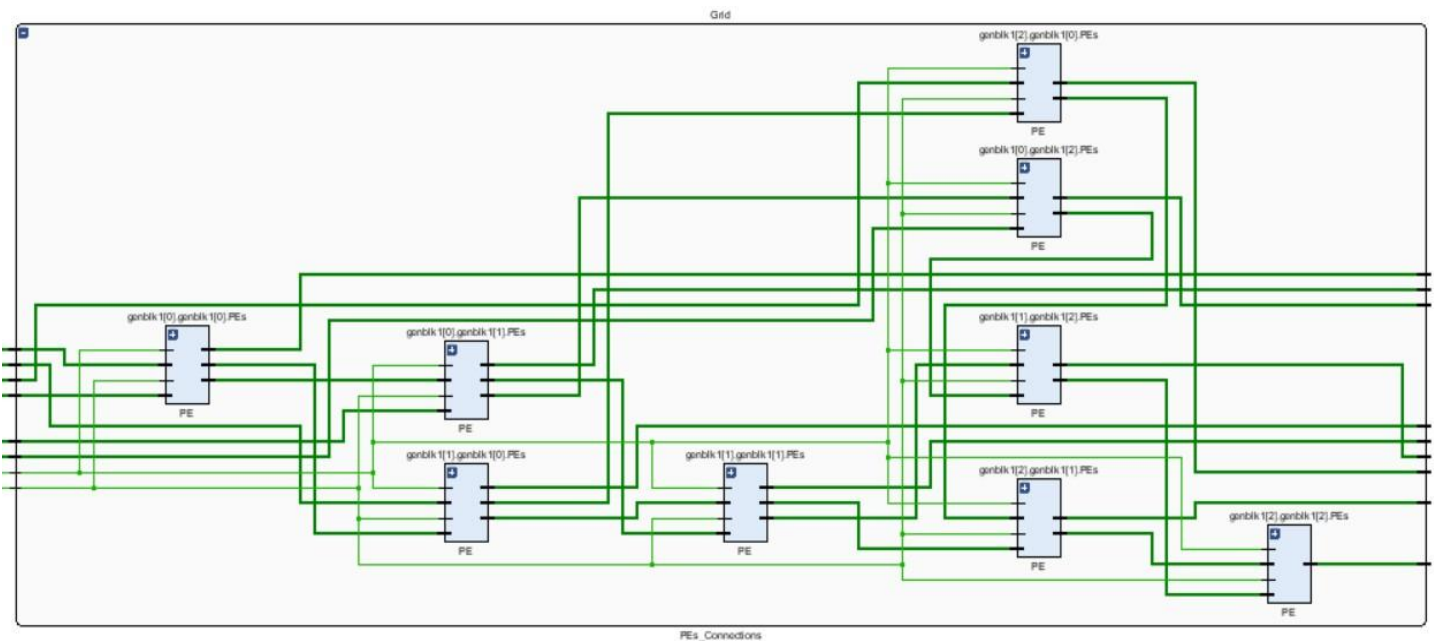 Grid
genblk1[2].genblk1[0].PEs
PE
genblk1[0].genblk1[2].PEs
PE
genblk1[0].genblk1[0].PEs
PE
genblk1[0].genblk1[1].PEs
PE
genblk1[1].genblk1[2].PEs
PE
genblk1[1].genblk1[0].PEs
PE
genblk1[1].genblk1[1].PEs
PE
genblk1[2].genblk1[1].PEs
PE
genblk1[2].genblk1[2].PEs
PE
PEs_Connections